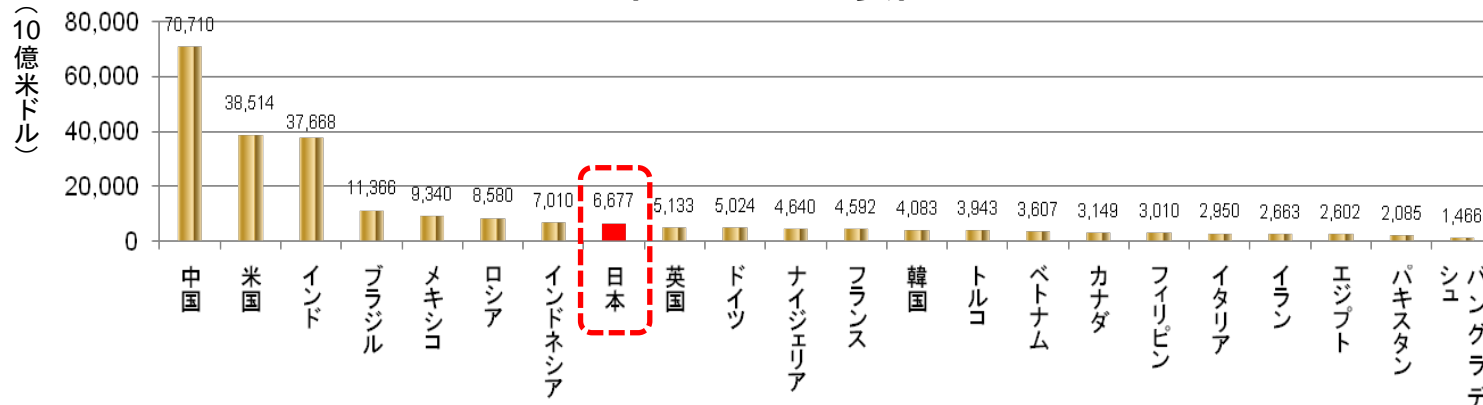 （10億米ドル）
80,000
60,000
40,000
20,000
0
70,710
38,514
37,668
11,366
9,340
8,580
7,010
6,677
5,133
5,024
4,640
4,592
4,083
3,943
3,607
3,149
3,010
2,950
2,663
2,602
2,085
1,466
中国
米国
インド
ブラジル
メキシコ
ロシア
インドネシア
日本
英国
ドイツ
ナイジェリア
フランス
韓国
トルコ
ベトナム
カナダ
フィリピン
イタリア
イラン
エジプト
パキスタン
バングラデ
シュ